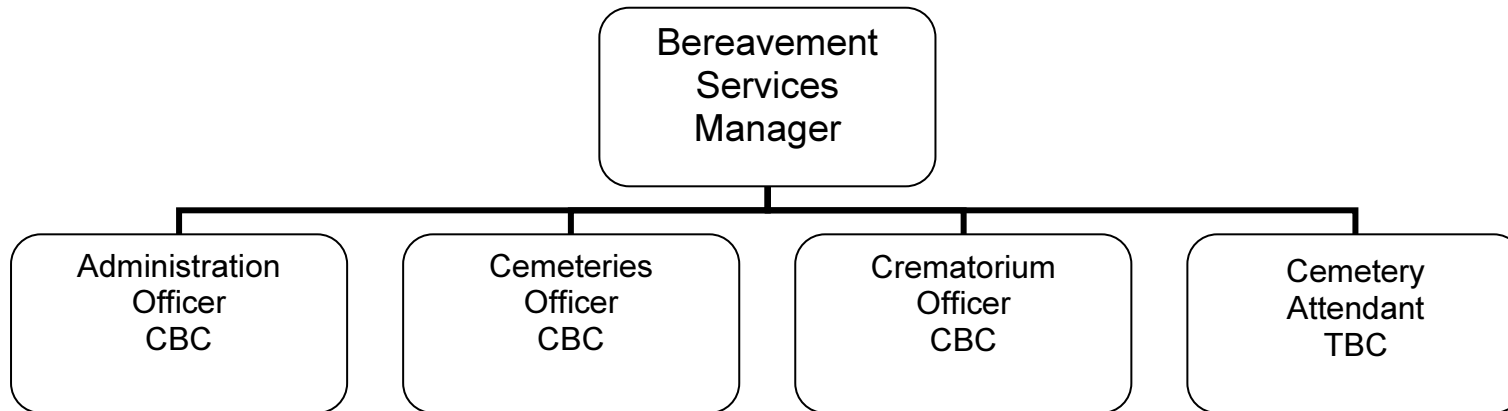 Bereavement
Services
Manager
Administration
Officer
CBC
Cemeteries
Officer
CBC
Crematorium
Officer
CBC
Cemetery
Attendant
TBC